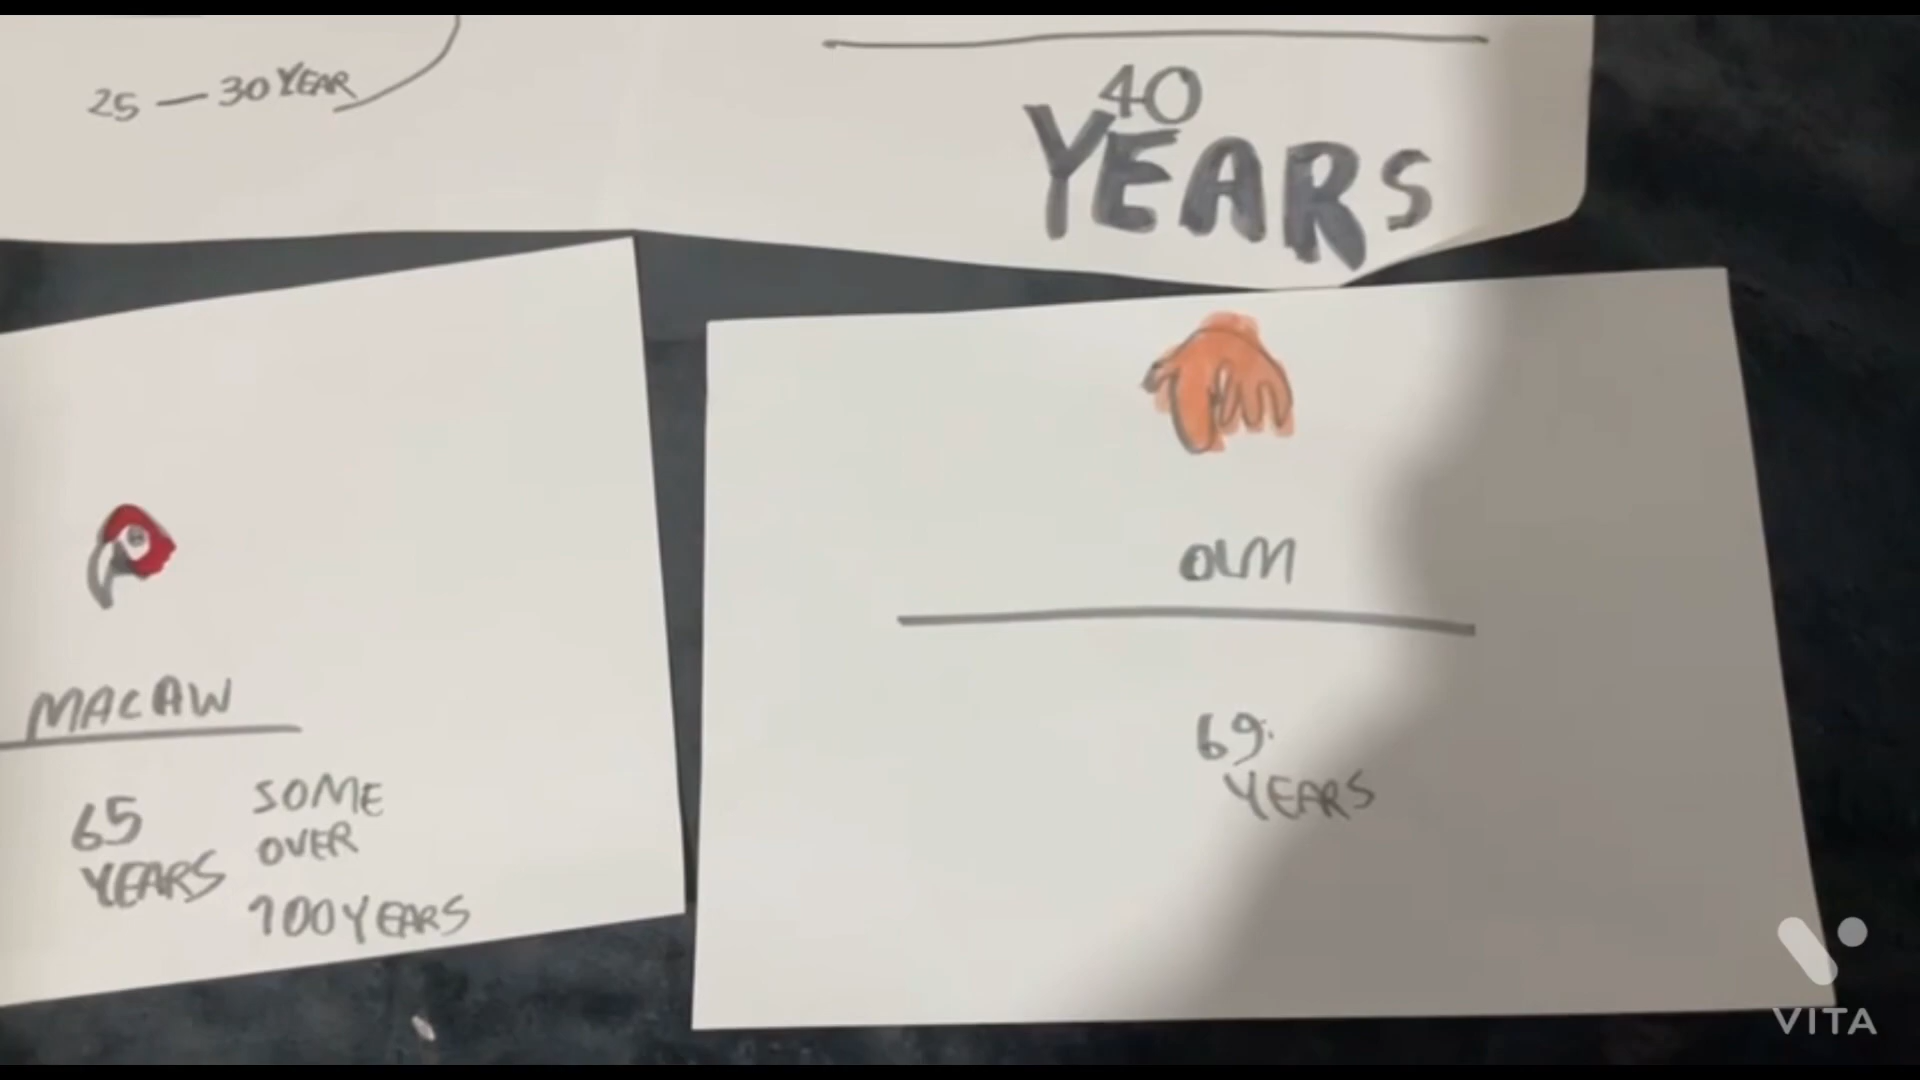 25 — 30 YEAR
40
YEARS
MACAW
65
YEARS
SOME
OVER
100 YEARS
OLM
69.
YEARS
VITA